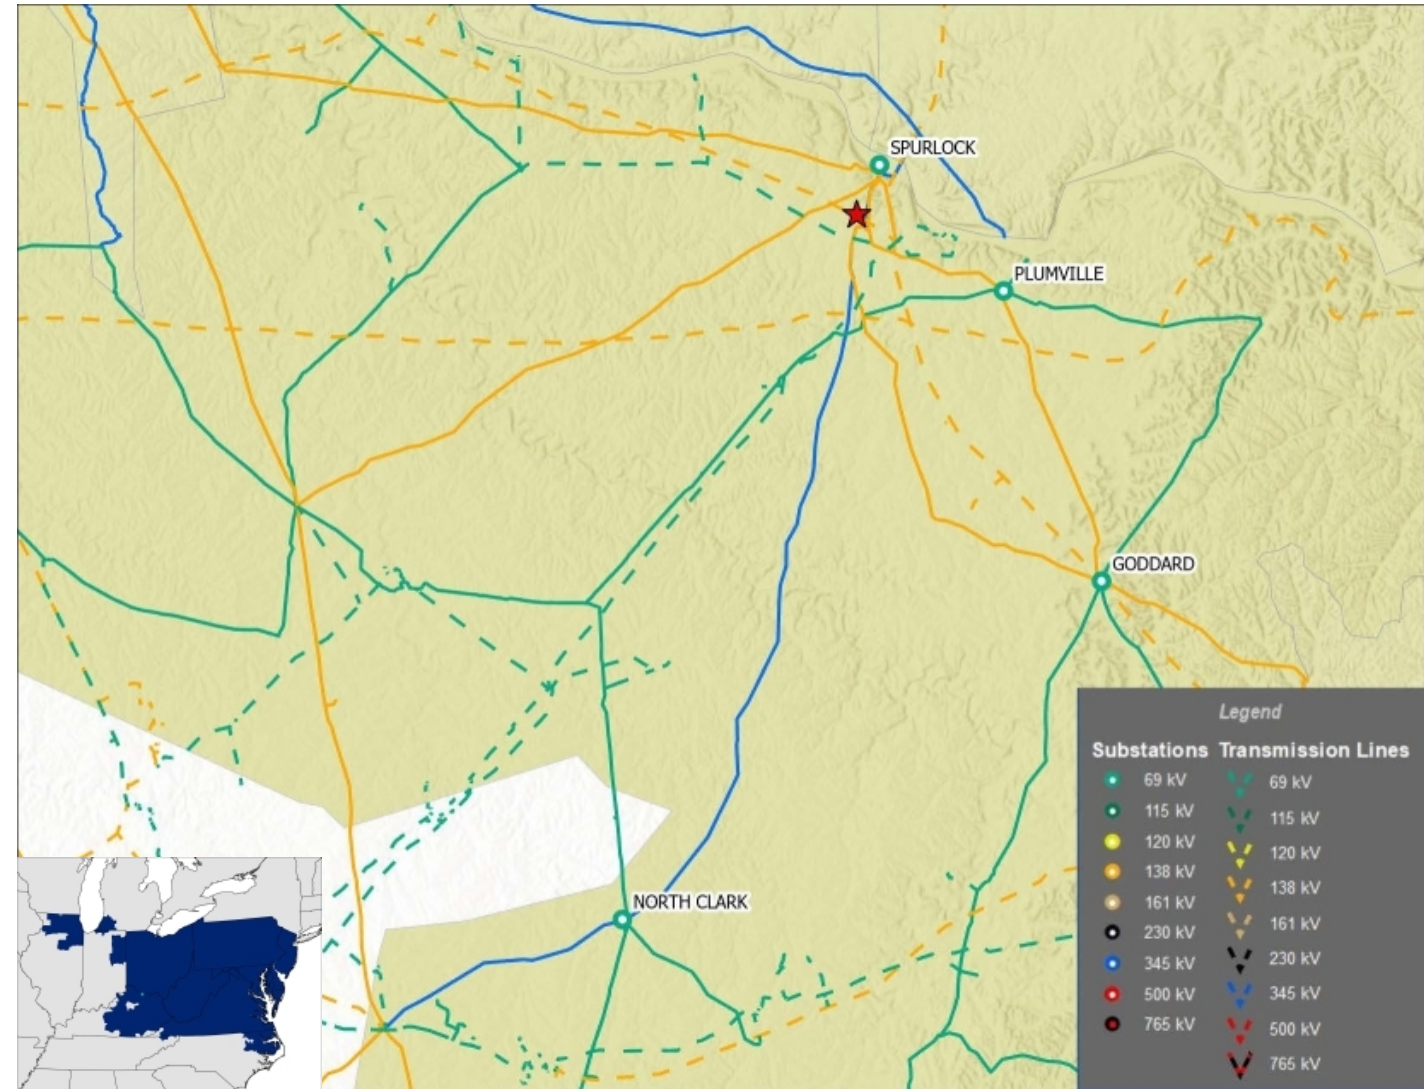 SPURLOCK
PLUMVILLE
GODDARD
NORTH CLARK
Legend
Substations Transmission Lines
69 kV 69 kV
115 kV 115 kV
120 kV 120 kV
138 kV 138 kV
161 kV 161 kV
230 kV 230 kV
345 kV 345 kV
500 kV 500 kV
765 kV 765 kV